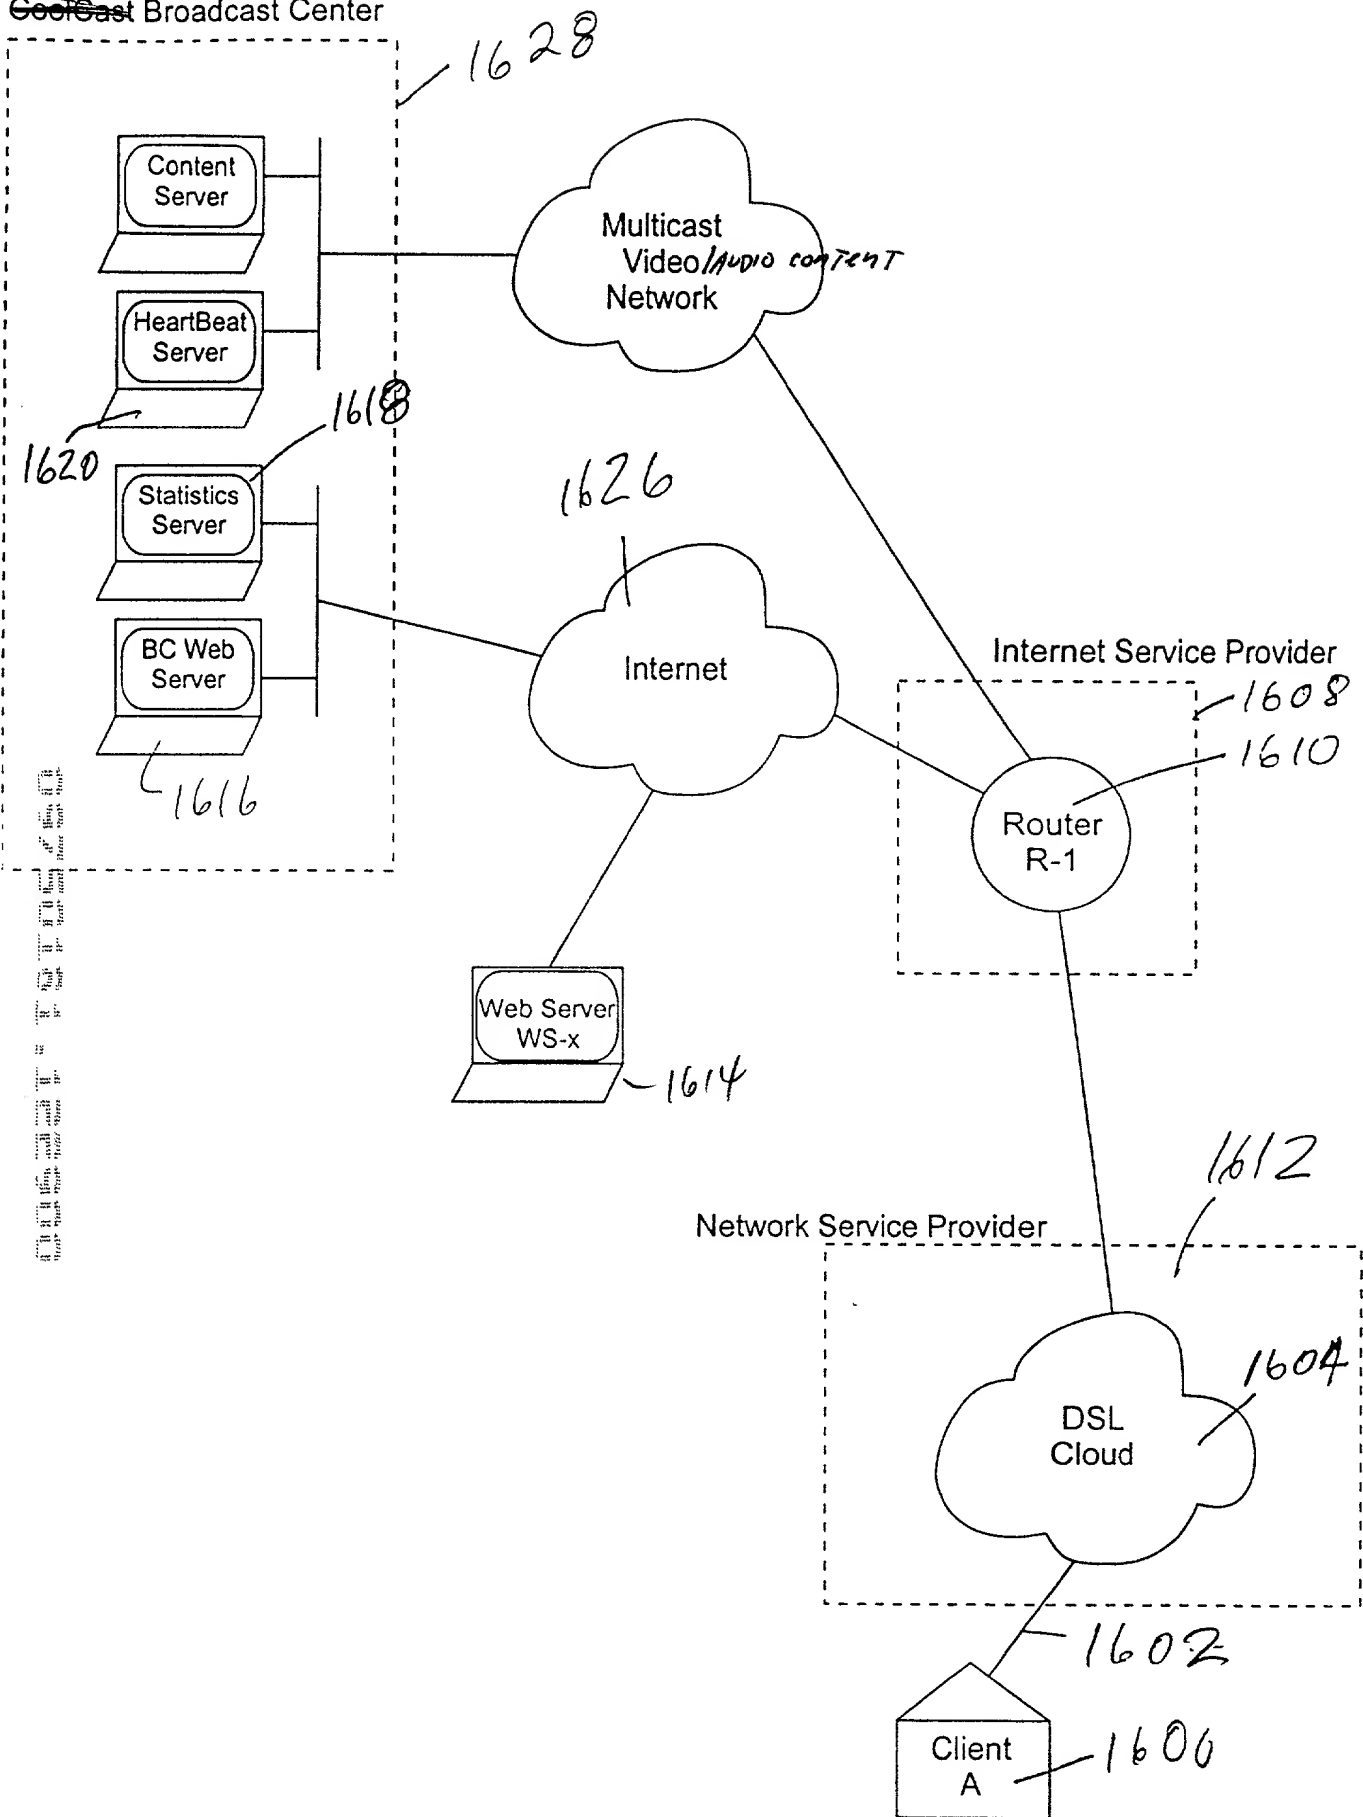 CoolCast Broadcast Center
1628
Content
Server
Multicast
Video/AUDIO CONTENT
Network
HeartBeat
Server
1618
1620
Statistics
Server
1626
BC Web
Server
Internet
Internet Service Provider
1608
1610
1616
Router
R-1
Web Server
WS-x
1614
1612
Network Service Provider
1604
DSL
Cloud
1602
Client
A
1600